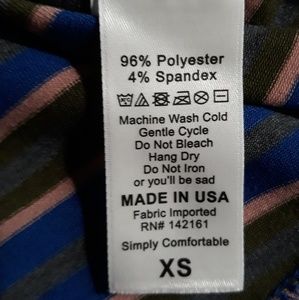 96% Polyester
4% Spandex
Machine Wash Cold
Gentle Cycle
Do Not Bleach
Hang Dry
Do Not Iron
or you'll be sad
MADE IN USA
Fabric Imported
RN# 142161
Simply Comfortable
XS